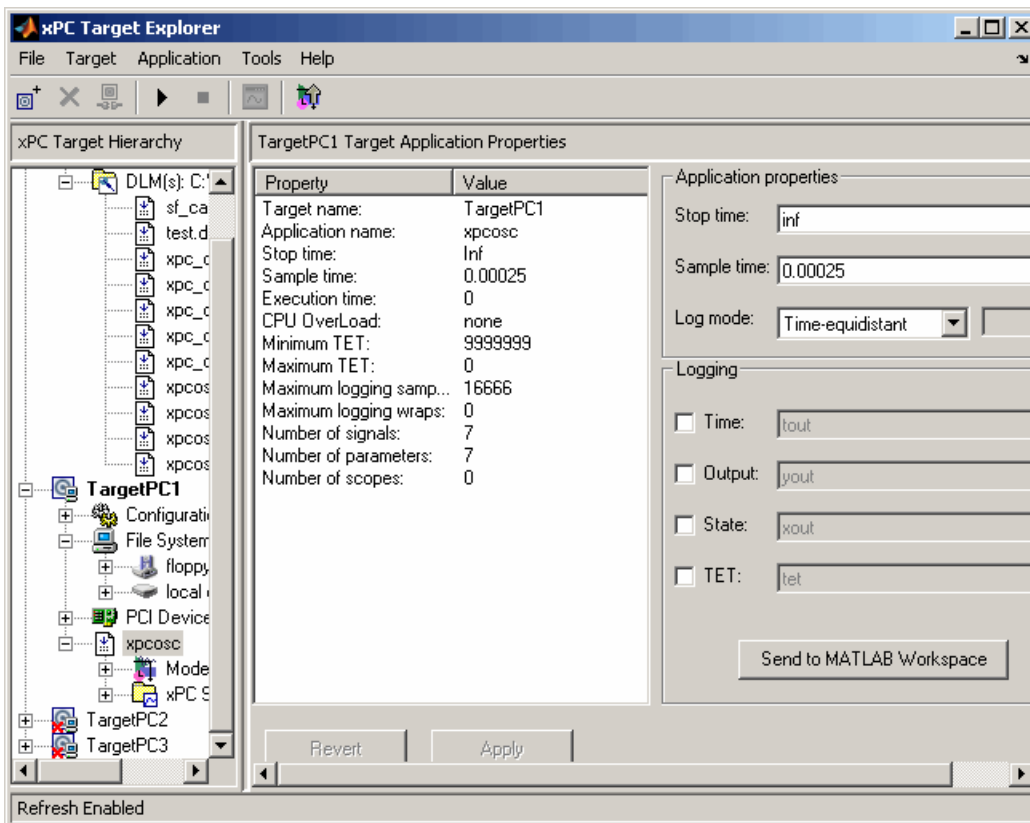 xPC Target Explorer
File Target Application Tools Help
xPC Target Hierarchy
TargetPC1 Target Application Properties
DLM(s): C:\
sf_ca
test.d
xpc_c
xpc_c
xpc_c
xpc_c
xpc_c
xpcos
xpcos
xpcos
xpcos
TargetPC1
Configurati
File System
floppy
local
PCI Device
xpcosc
Mode
xPC S
TargetPC2
TargetPC3
Property Value
Target name: TargetPC1
Application name: xpcosc
Stop time: Inf
Sample time: 0.00025
Execution time: 0
CPU OverLoad: none
Minimum TET: 9999999
Maximum TET: 0
Maximum logging samp... 16666
Maximum logging wraps: 0
Number of signals: 7
Number of parameters: 7
Number of scopes: 0
Revert Apply
Application properties
Stop time: inf
Sample time: 0.00025
Log mode: Time-equidistant
Logging
Time: tout
Output: yout
State: xout
TET: tet
Send to MATLAB Workspace
Refresh Enabled